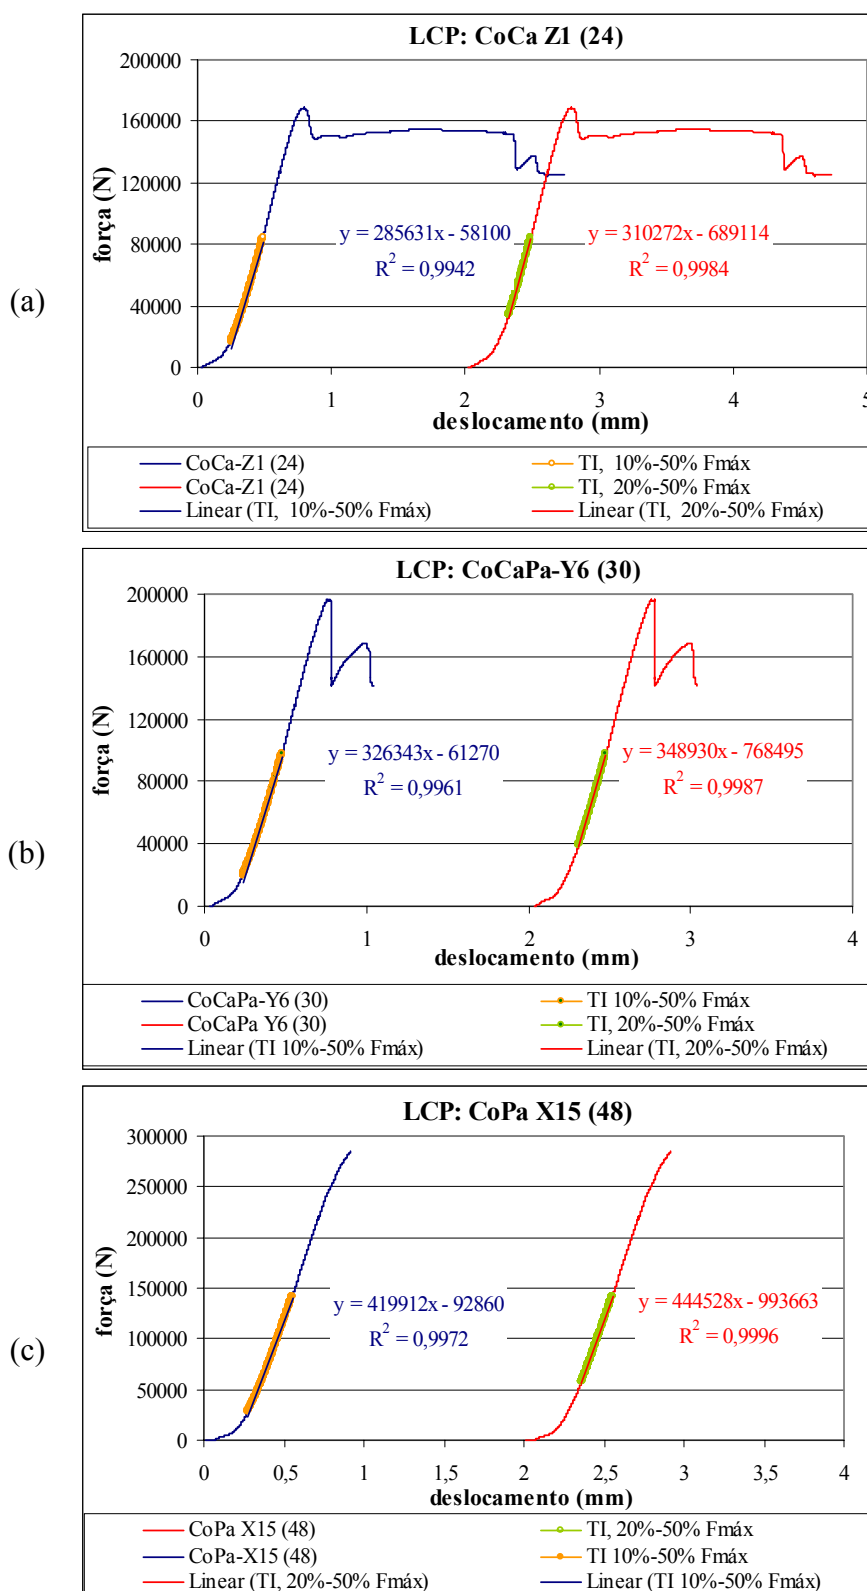 (a)
LCP: CoCa Z1 (24)
força (N)
200000
160000
120000
80000
40000
0
y = 285631x - 58100
R² = 0,9942
y = 310272x - 689114
R² = 0,9984
0 1 2 3 4 5
deslocamento (mm)
CoCa-Z1 (24) TI, 10%-50% Fmáx
CoCa-Z1 (24) TI, 20%-50% Fmáx
Linear (TI, 10%-50% Fmáx) Linear (TI, 20%-50% Fmáx)
(b)
LCP: CoCaPa-Y6 (30)
força (N)
200000
160000
120000
80000
40000
0
y = 326343x - 61270
R² = 0,9961
y = 348930x - 768495
R² = 0,9987
0 1 2 3 4
deslocamento (mm)
CoCaPa-Y6 (30) TI 10%-50% Fmáx
CoCaPa Y6 (30) TI, 20%-50% Fmáx
Linear (TI 10%-50% Fmáx) Linear (TI, 20%-50% Fmáx)
(c)
LCP: CoPa X15 (48)
força (N)
300000
250000
200000
150000
100000
50000
0
y = 419912x - 92860
R² = 0,9972
y = 444528x - 993663
R² = 0,9996
0 0,5 1 1,5 2 2,5 3 3,5 4
deslocamento (mm)
CoPa X15 (48) TI, 20%-50% Fmáx
CoPa-X15 (48) TI 10%-50% Fmáx
Linear (TI, 20%-50% Fmáx) Linear (TI 10%-50% Fmáx)